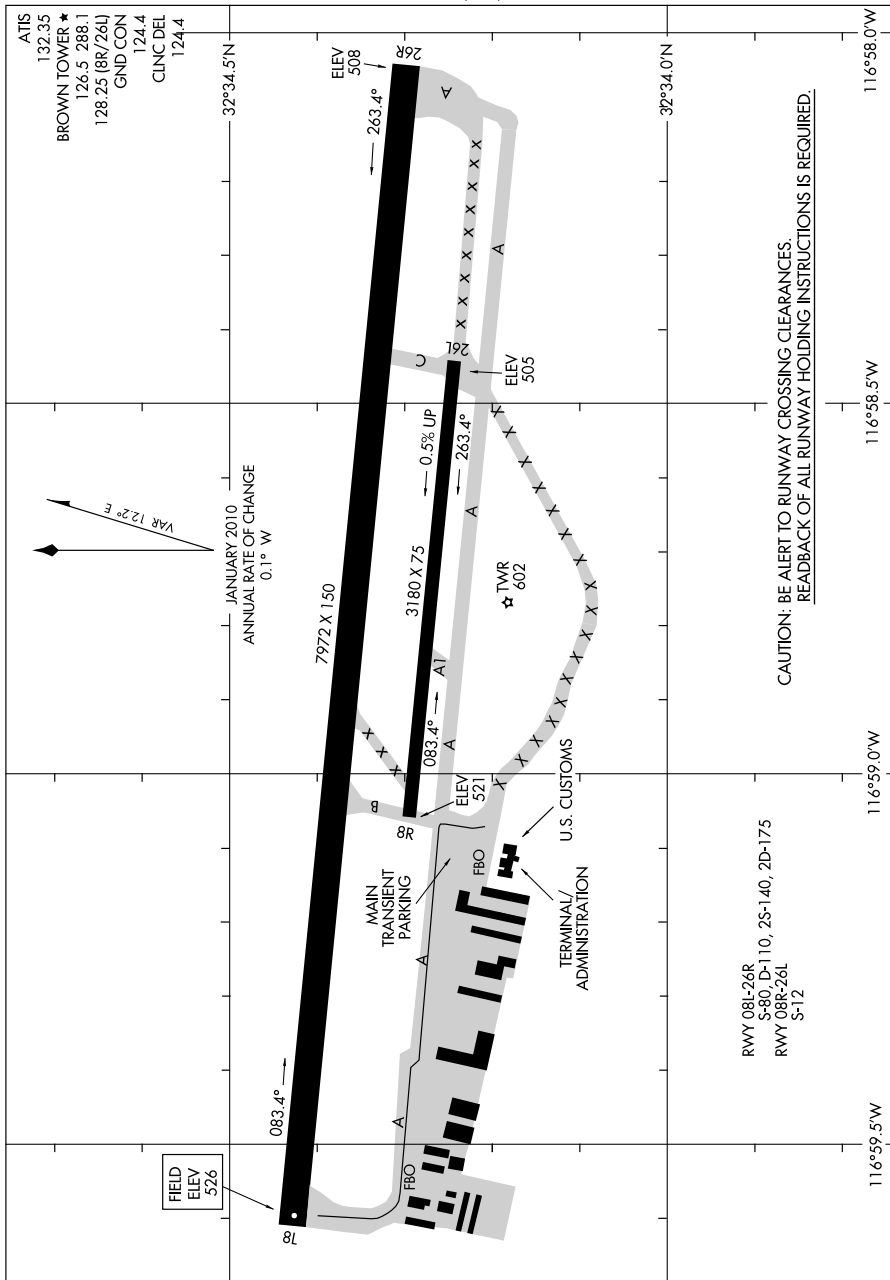 ATIS
132.35
BROWN TOWER ★
126.5 288.1
128.25 (8R/26L)
GND CON
124.4
CLNC DEL
124.4
32°34.5'N
32°34.0'N
116°58.0'W
116°58.5'W
116°59.0'W
116°59.5'W
VAR 12.2° E
JANUARY 2010
ANNUAL RATE OF CHANGE
0.1° W
FIELD
ELEV
526
8L
083.4°
7972 X 150
263.4°
26R
ELEV
508
A
A
C
26L
ELEV
505
0.5% UP
263.4°
3180 X 75
A
A1
083.4°
A
8R
ELEV
521
B
TWR
602
MAIN
TRANSIENT
PARKING
A
A
FBO
FBO
U.S. CUSTOMS
TERMINAL/
ADMINISTRATION
X X X X X X X X X X
X X X X X X X X X X X X X X X
X X X
RWY 08L-26R
S-80, D-110, 2S-140, 2D-175
RWY 08R-26L
S-12
CAUTION: BE ALERT TO RUNWAY CROSSING CLEARANCES.
READBACK OF ALL RUNWAY HOLDING INSTRUCTIONS IS REQUIRED.